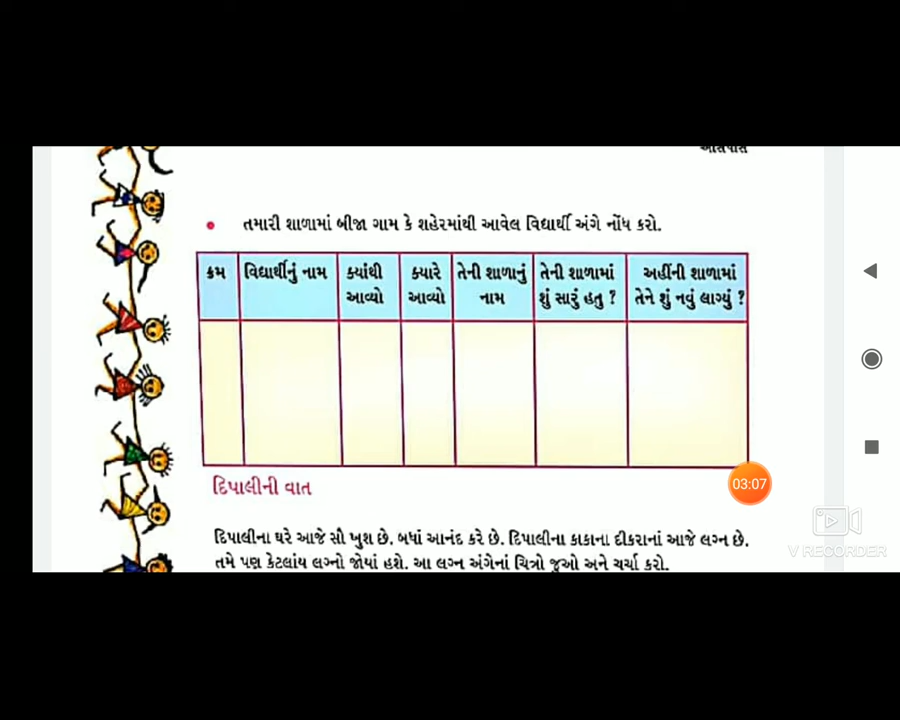 આસપાસ
• તમારી શાળામાં બીજા ગામ કે શહેરમાંથી આવેલ વિદ્યાર્થી અંગે નોંધ કરો.
ક્રમ
વિદ્યાર્થીનું નામ
ક્યાંથી
આવ્યો
ક્યારે
આવ્યો
તેની શાળાનું
નામ
તેની શાળામાં
શું સારું હતુ ?
અહીંની શાળામાં
તેને શું નવું લાગ્યું ?
દિપાલીની વાત
03:07
દિપાલીના ઘરે આજે સૌ ખુશ છે. બધાં આનંદ કરે છે. દિપાલીના કાકાના દીકરાનાં આજે લગ્ન છે.
તમે પણ કેટલાંય લગ્નો જોયાં હશે. આ લગ્ન અંગેનાં ચિત્રો જુઓ અને ચર્ચા કરો.
V RECORDER